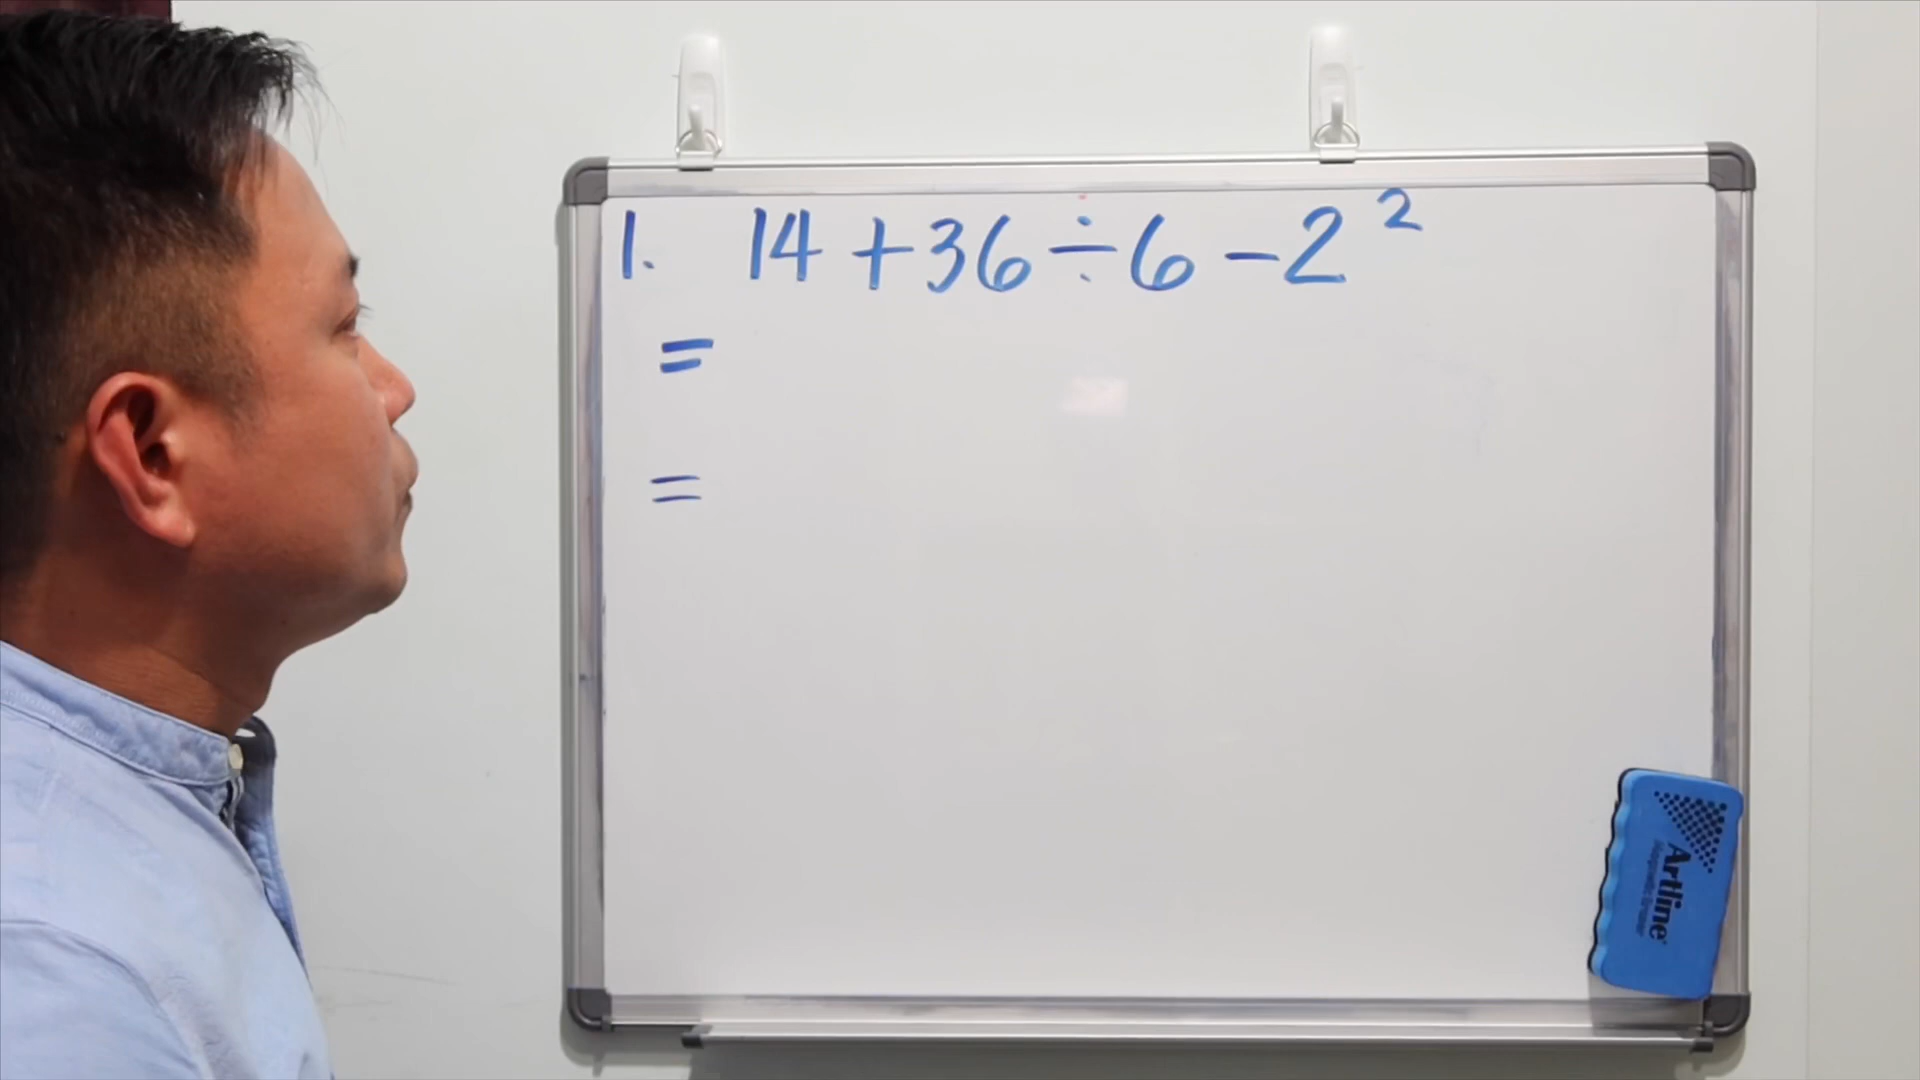 1. 14 + 36 ÷ 6 - 2²
=
=
Artline